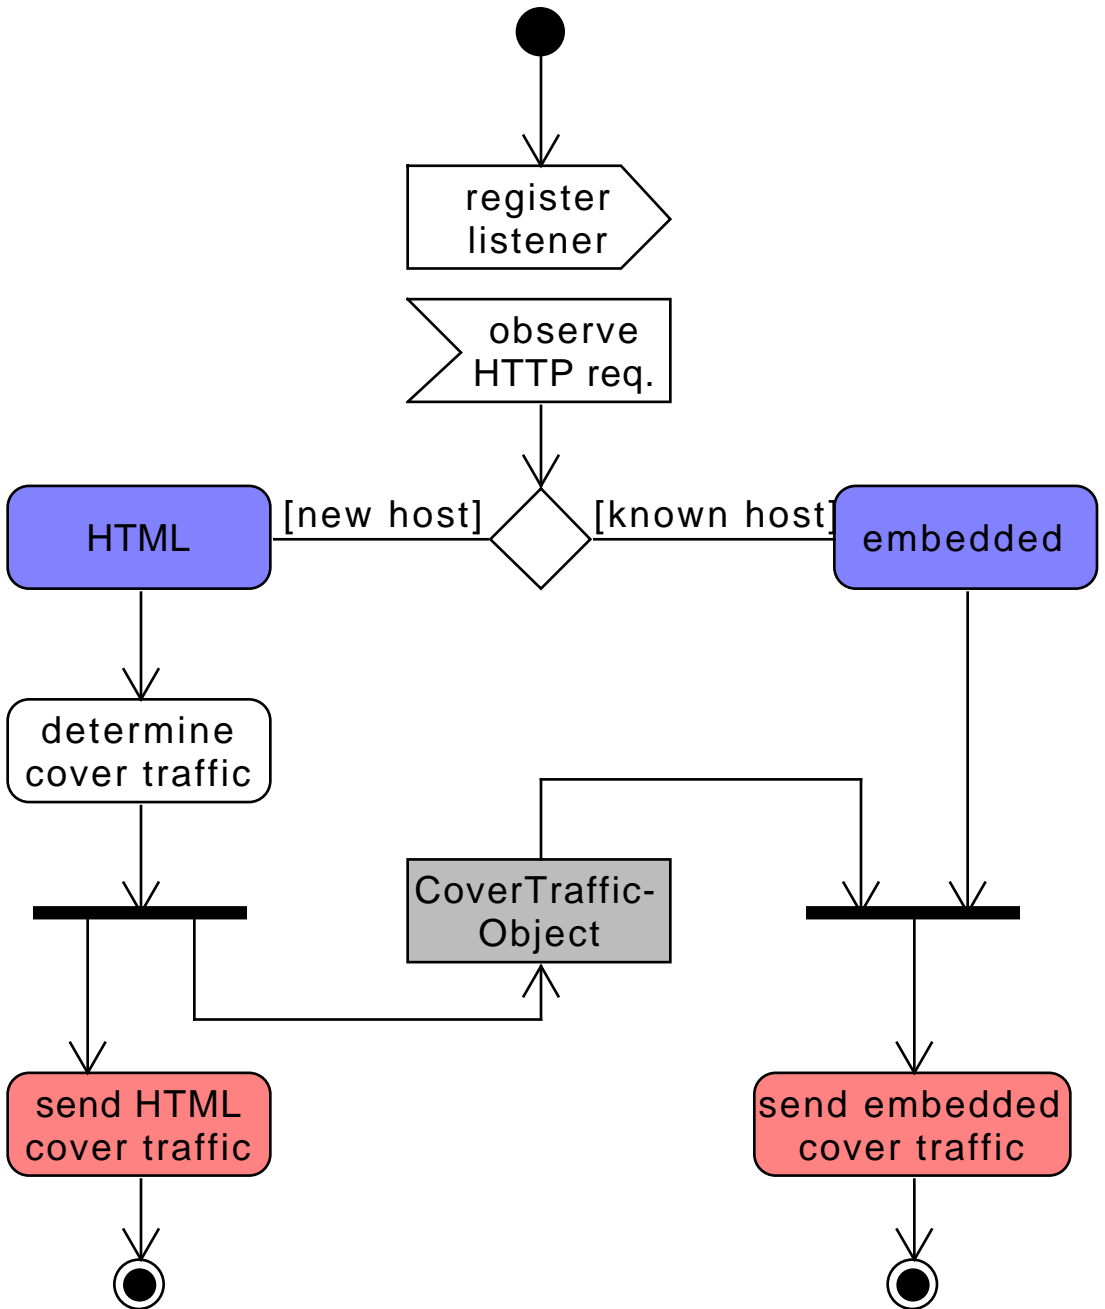 register
listener
observe
HTTP req.
[new host]
[known host]
HTML
embedded
determine
cover traffic
CoverTraffic-
Object
send HTML
cover traffic
send embedded
cover traffic